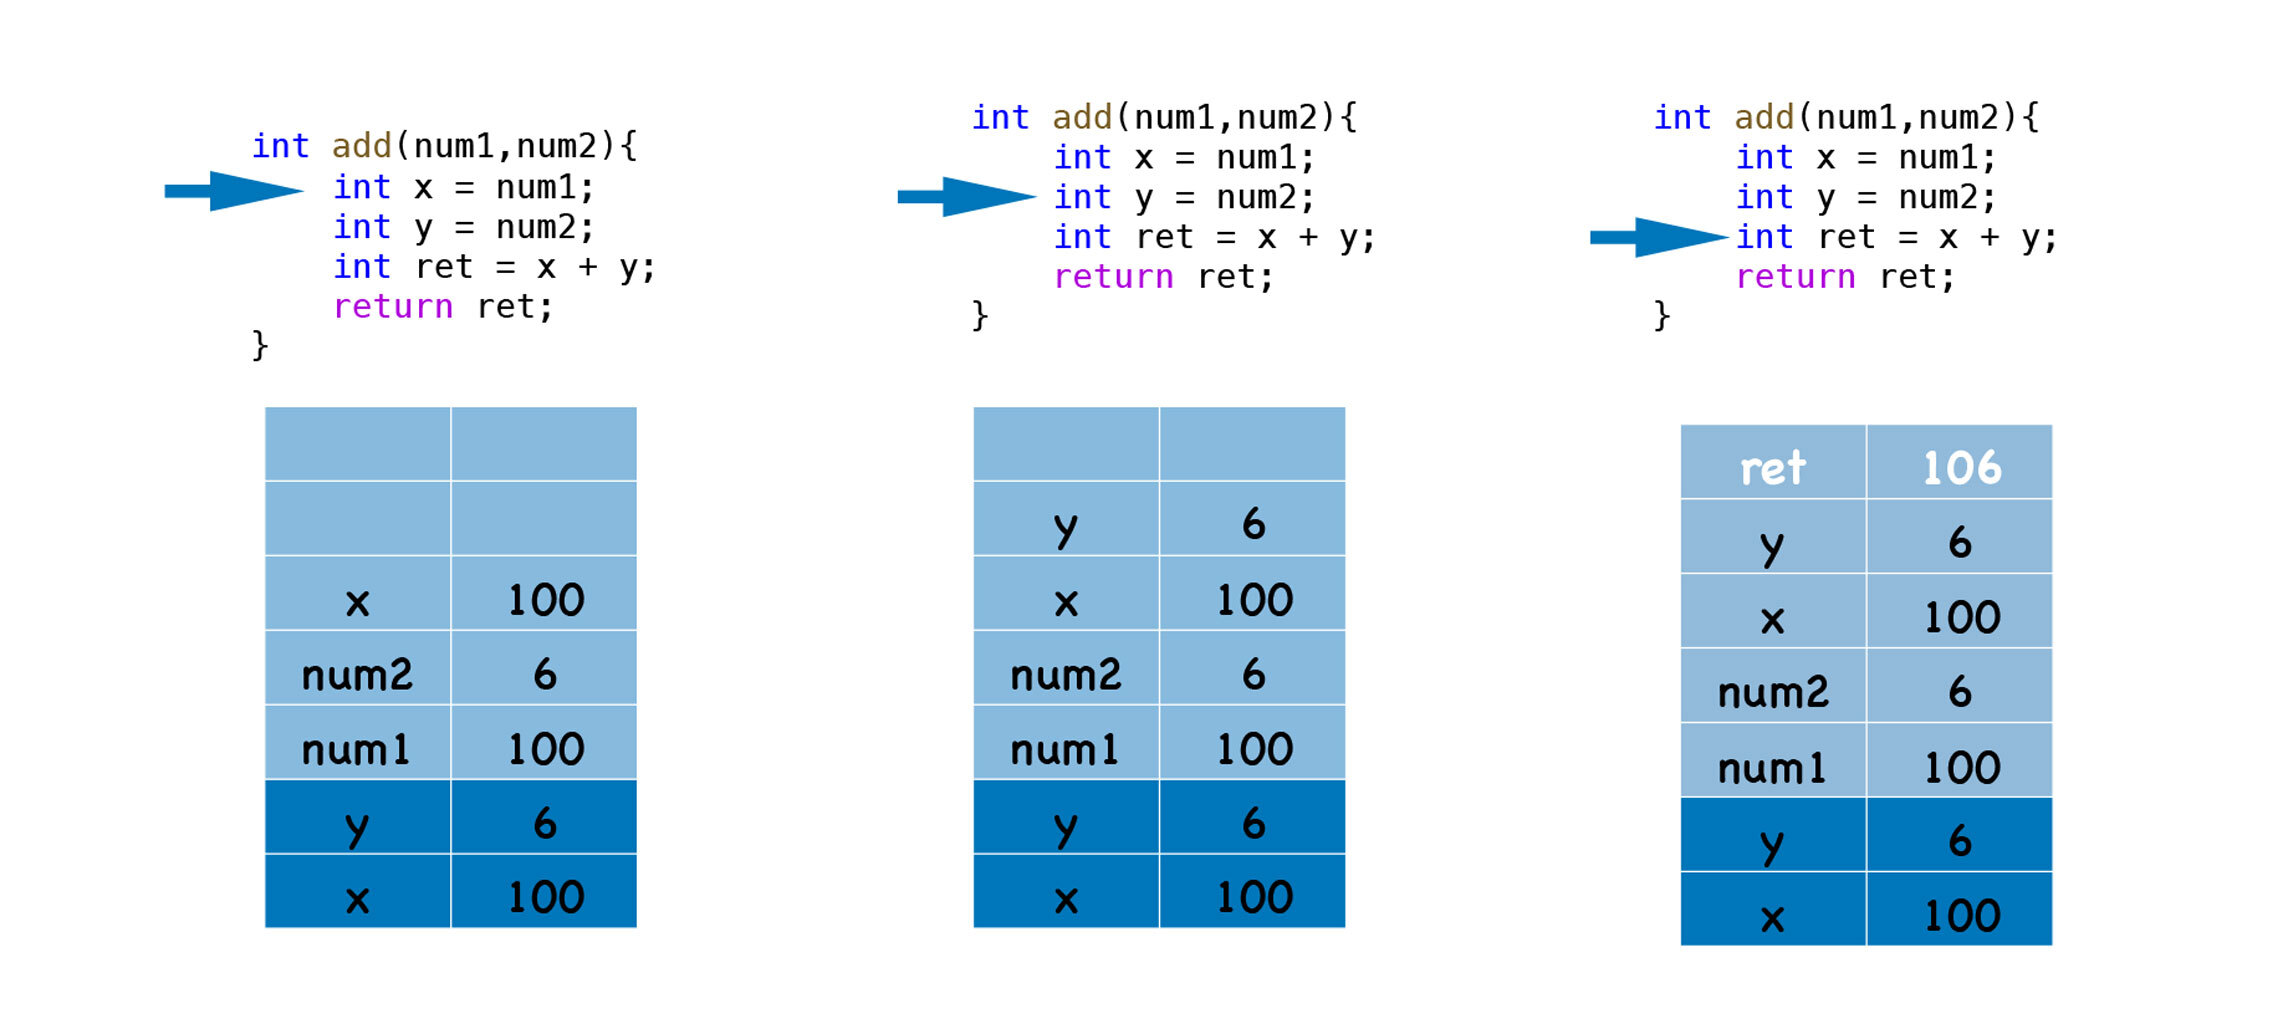 int add(num1,num2){
int x = num1;
int y = num2;
int ret = x + y;
return ret;
}
x 100
num2 6
num1 100
y 6
x 100
int add(num1,num2){
int x = num1;
int y = num2;
int ret = x + y;
return ret;
}
y 6
x 100
num2 6
num1 100
y 6
x 100
int add(num1,num2){
int x = num1;
int y = num2;
int ret = x + y;
return ret;
}
ret 106
y 6
x 100
num2 6
num1 100
y 6
x 100